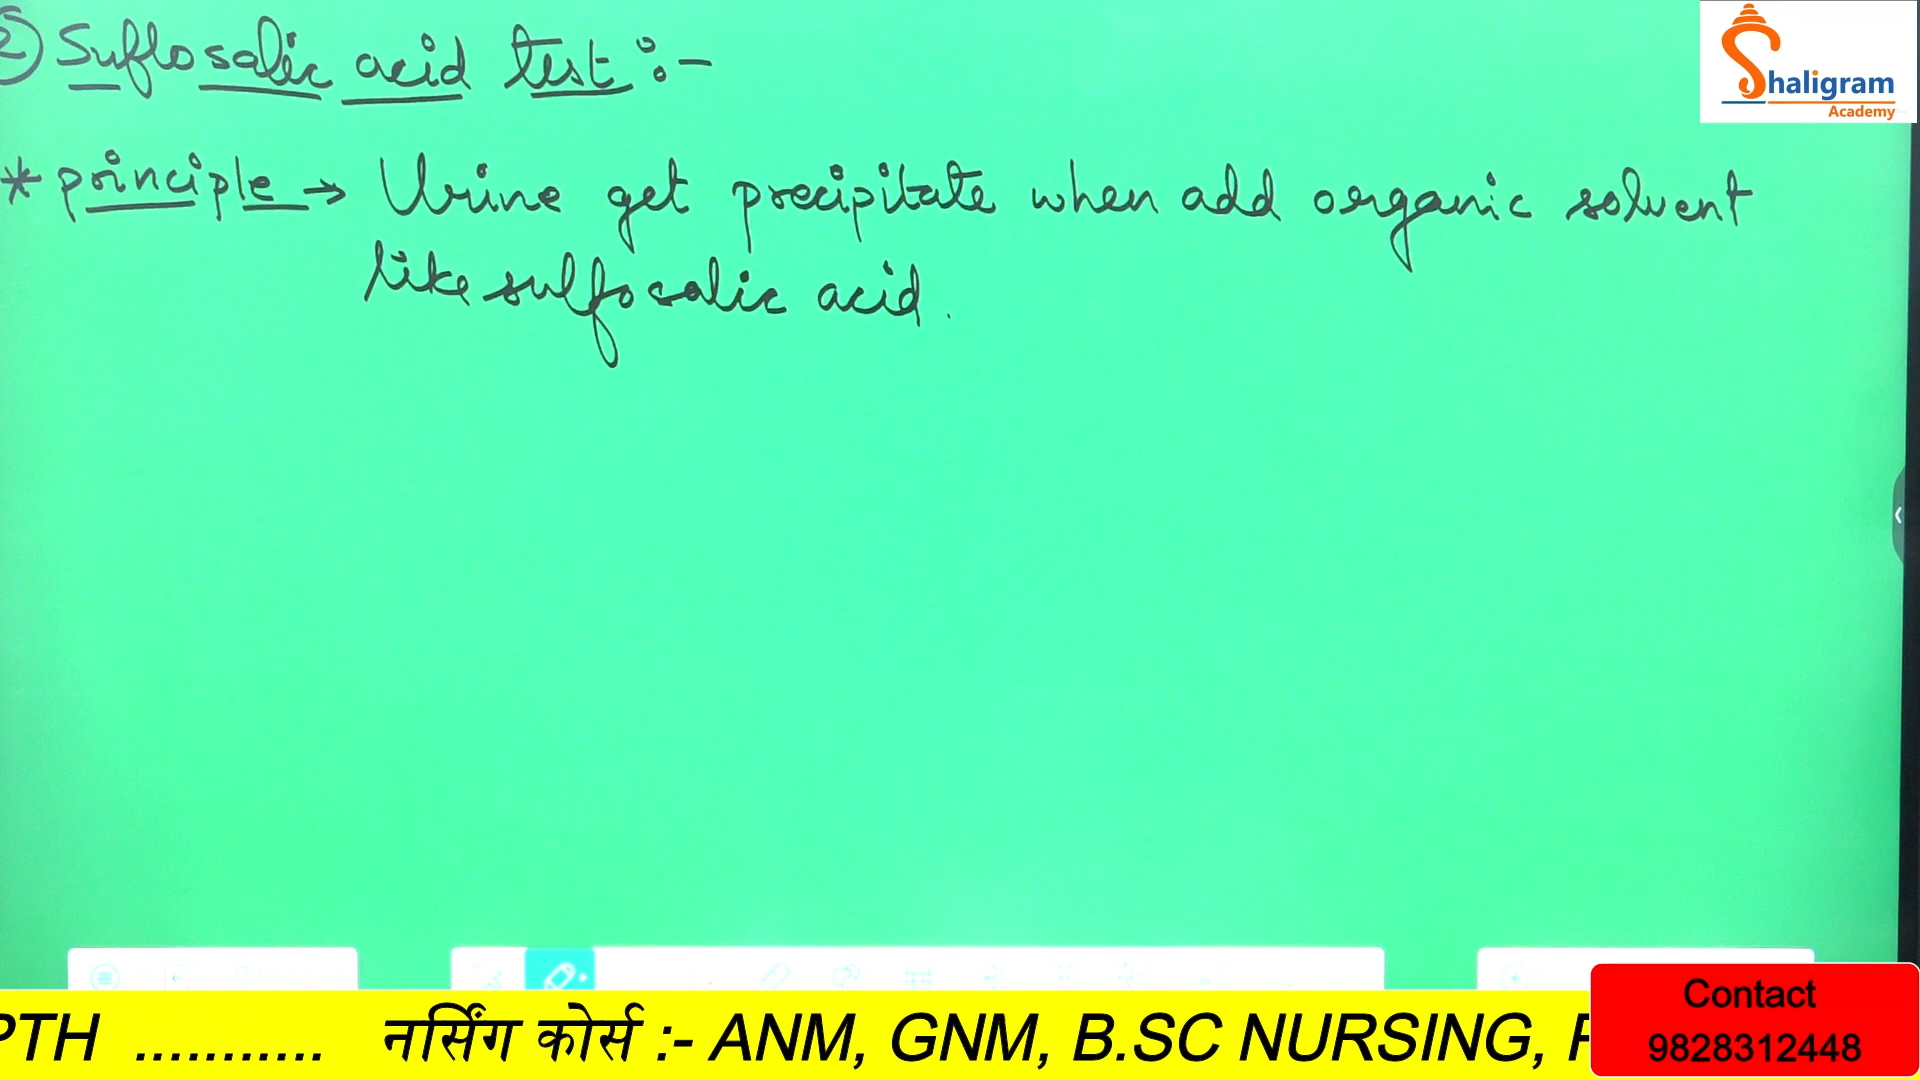 ② Suflosalic acid test :-
Shaligram
Academy
* principle → Urine get precipitate when add organic solvent
like sulfosalic acid.
PTH ........... नर्सिंग कोर्स :- ANM, GNM, B.SC NURSING,
Contact
9828312448